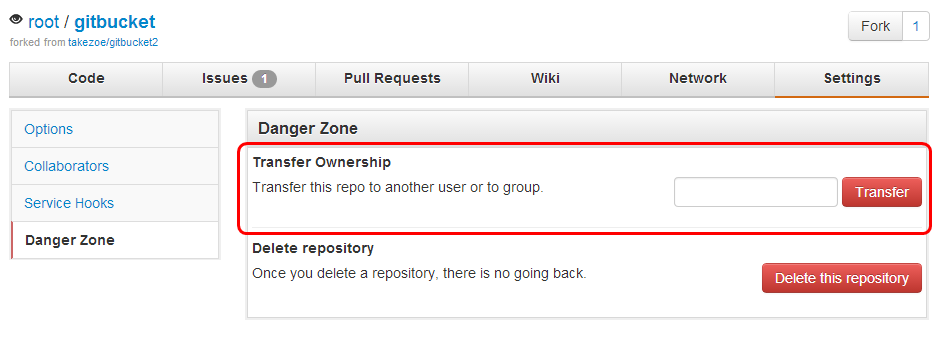 root / gitbucket
forked from takezoe/gitbucket2
Fork 1
Code Issues 1 Pull Requests Wiki Network Settings
Options
Collaborators
Service Hooks
Danger Zone
Danger Zone
Transfer Ownership
Transfer this repo to another user or to group.
Transfer
Delete repository
Once you delete a repository, there is no going back.
Delete this repository